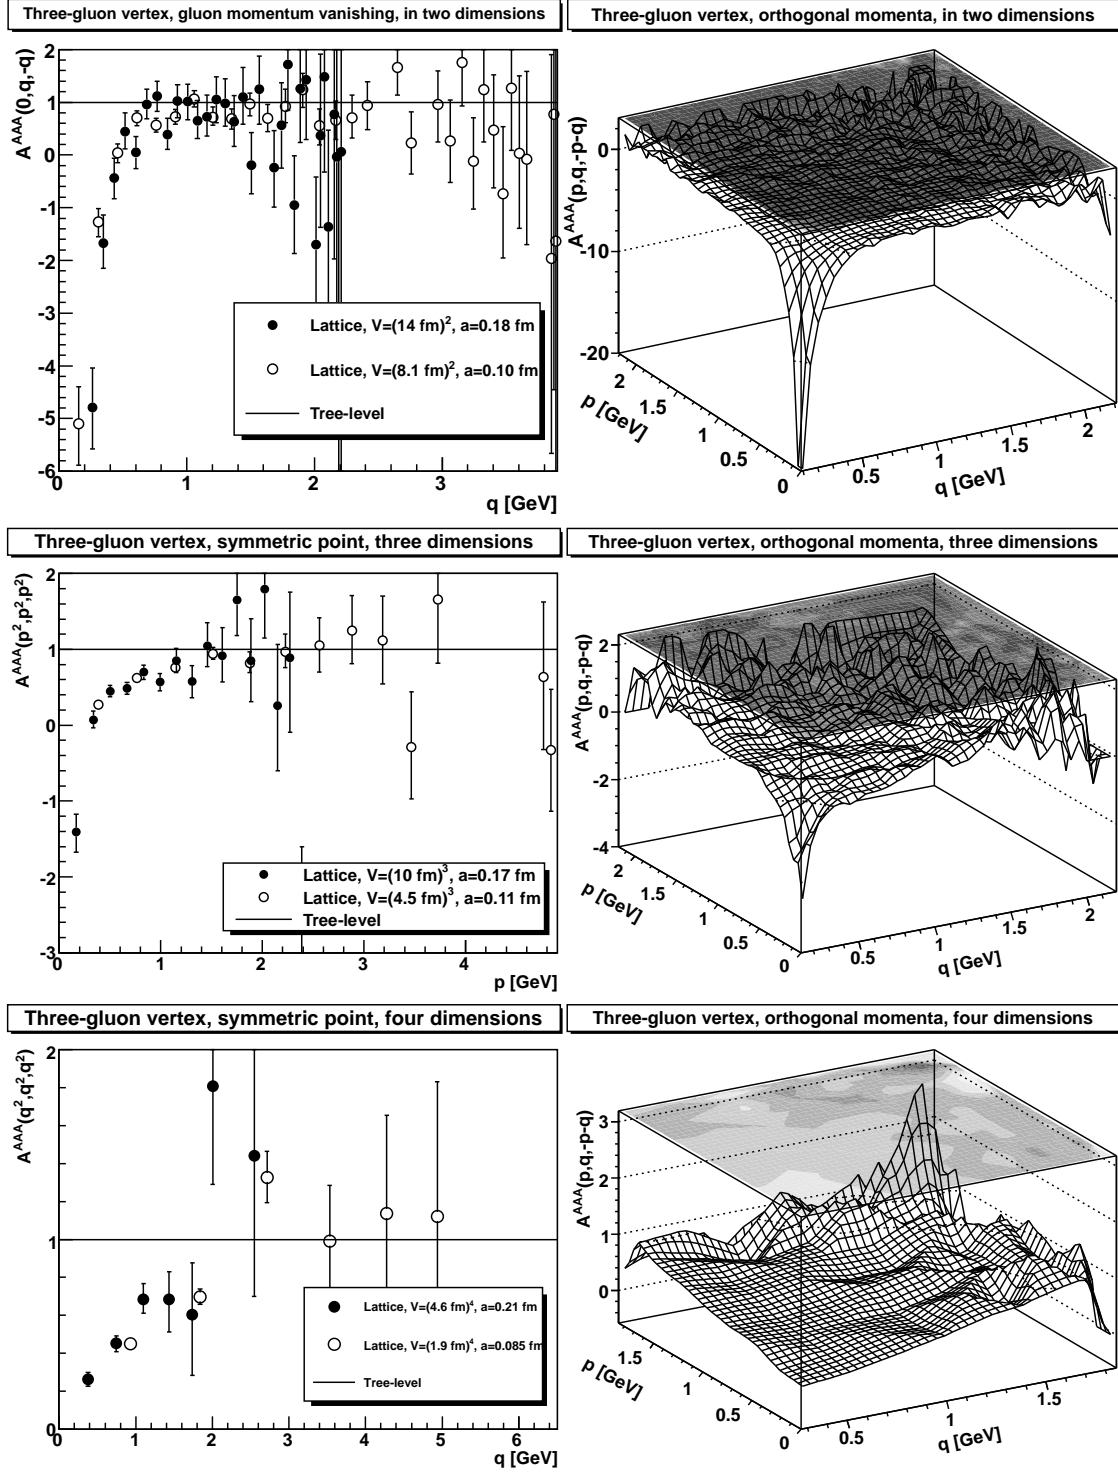 Three-gluon vertex, gluon momentum vanishing, in two dimensions
A^AAA(0,q,-q)
2
1
0
-1
-2
-3
-4
-5
-6
Lattice, V=(14 fm)^2, a=0.18 fm
Lattice, V=(8.1 fm)^2, a=0.10 fm
Tree-level
0 1 2 3
q [GeV]
Three-gluon vertex, orthogonal momenta, in two dimensions
A^AAA(p,q,-p-q)
0
-10
-20
2
1.5
1
0.5
0
p [GeV]
0.5
1
1.5
2
q [GeV]
Three-gluon vertex, symmetric point, three dimensions
A^AAA(p^2,p^2,p^2)
2
1
0
-1
-2
-3
Lattice, V=(10 fm)^3, a=0.17 fm
Lattice, V=(4.5 fm)^3, a=0.11 fm
Tree-level
0 1 2 3 4
p [GeV]
Three-gluon vertex, orthogonal momenta, three dimensions
A^AAA(p,q,-p-q)
2
0
-2
-4
2
1.5
1
0.5
0
p [GeV]
0.5
1
1.5
2
q [GeV]
Three-gluon vertex, symmetric point, four dimensions
A^AAA(q^2,q^2,q^2)
2
1
0
Lattice, V=(4.6 fm)^4, a=0.21 fm
Lattice, V=(1.9 fm)^4, a=0.085 fm
Tree-level
0 1 2 3 4 5 6
q [GeV]
Three-gluon vertex, orthogonal momenta, four dimensions
A^AAA(p,q,-p-q)
3
2
1
0
1.5
1
0.5
0
p [GeV]
0.5
1
1.5
q [GeV]